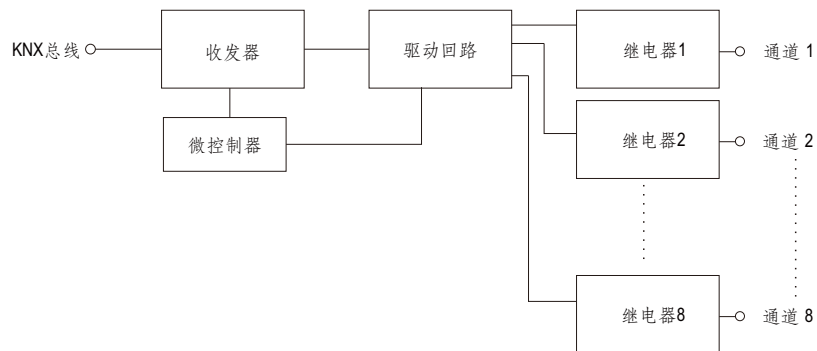 KNX总线
收发器
驱动回路
继电器1
通道 1
微控制器
继电器2
通道 2
继电器8
通道 8